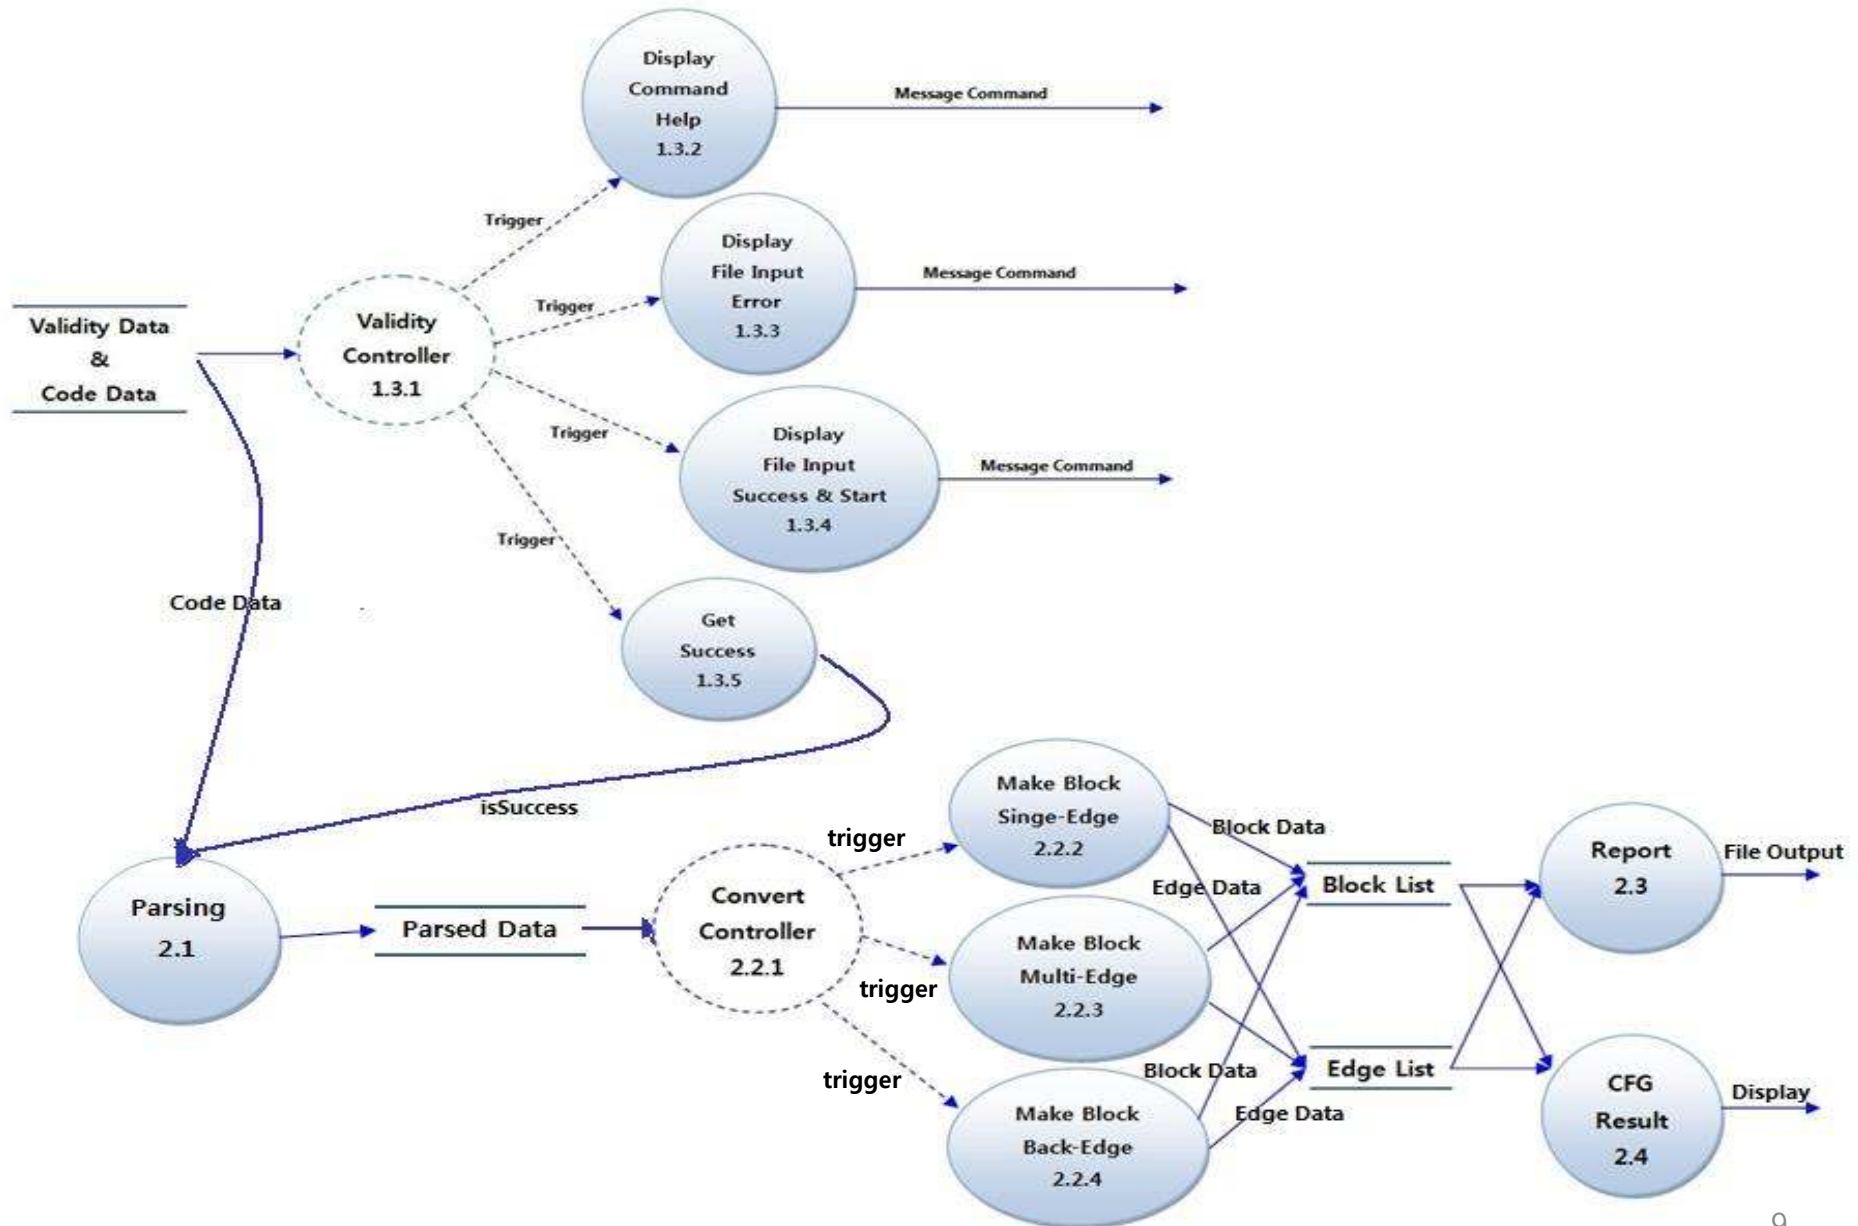 Display
Command
Help
1.3.2
Message Command
Trigger
Display
File Input
Error
1.3.3
Message Command
Trigger
Validity Data
&
Code Data
Validity
Controller
1.3.1
Trigger
Display
File Input
Success & Start
1.3.4
Message Command
Trigger
Code Data
Get
Success
1.3.5
isSuccess
Parsing
2.1
Parsed Data
Convert
Controller
2.2.1
trigger
trigger
trigger
Make Block
Singe-Edge
2.2.2
Make Block
Multi-Edge
2.2.3
Make Block
Back-Edge
2.2.4
Block Data
Edge Data
Block Data
Edge Data
Block List
Edge List
Report
2.3
File Output
CFG
Result
2.4
Display
9